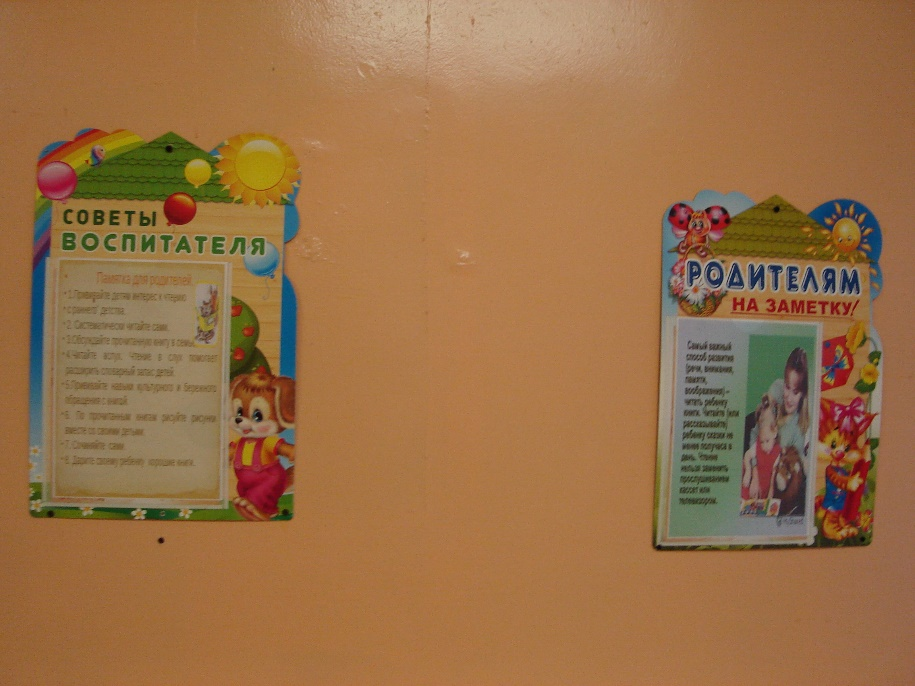 СОВЕТЫ
ВОСПИТАТЕЛЯ
Памятка для родителей
1.Прививайте детям интерес к чтению
с раннего детства.
2. Систематически читайте сами.
3.Обсуждайте прочитанную книгу в семье.
4.Читайте вслух. Чтение в слух помогает
расширить словарный запас детей.
5.Прививайте навыки культурного и бережного
обращения с книгой
6. По прочитанным книгам рисуйте рисунки
вместе со своими детьми.
7. Сочиняйте сами.
8. Дарите своему ребёнку хорошие книги.
РОДИТЕЛЯМ
НА ЗАМЕТКУ!
Самый важный
способ развития
(речи, внимания,
памяти,
воображения) –
читать ребенку
книги. Читайте (или
рассказывайте)
ребенку сказки не
менее получаса в
день. Чтение
нельзя заменить
прослушиванием
кассет или
телевизором.